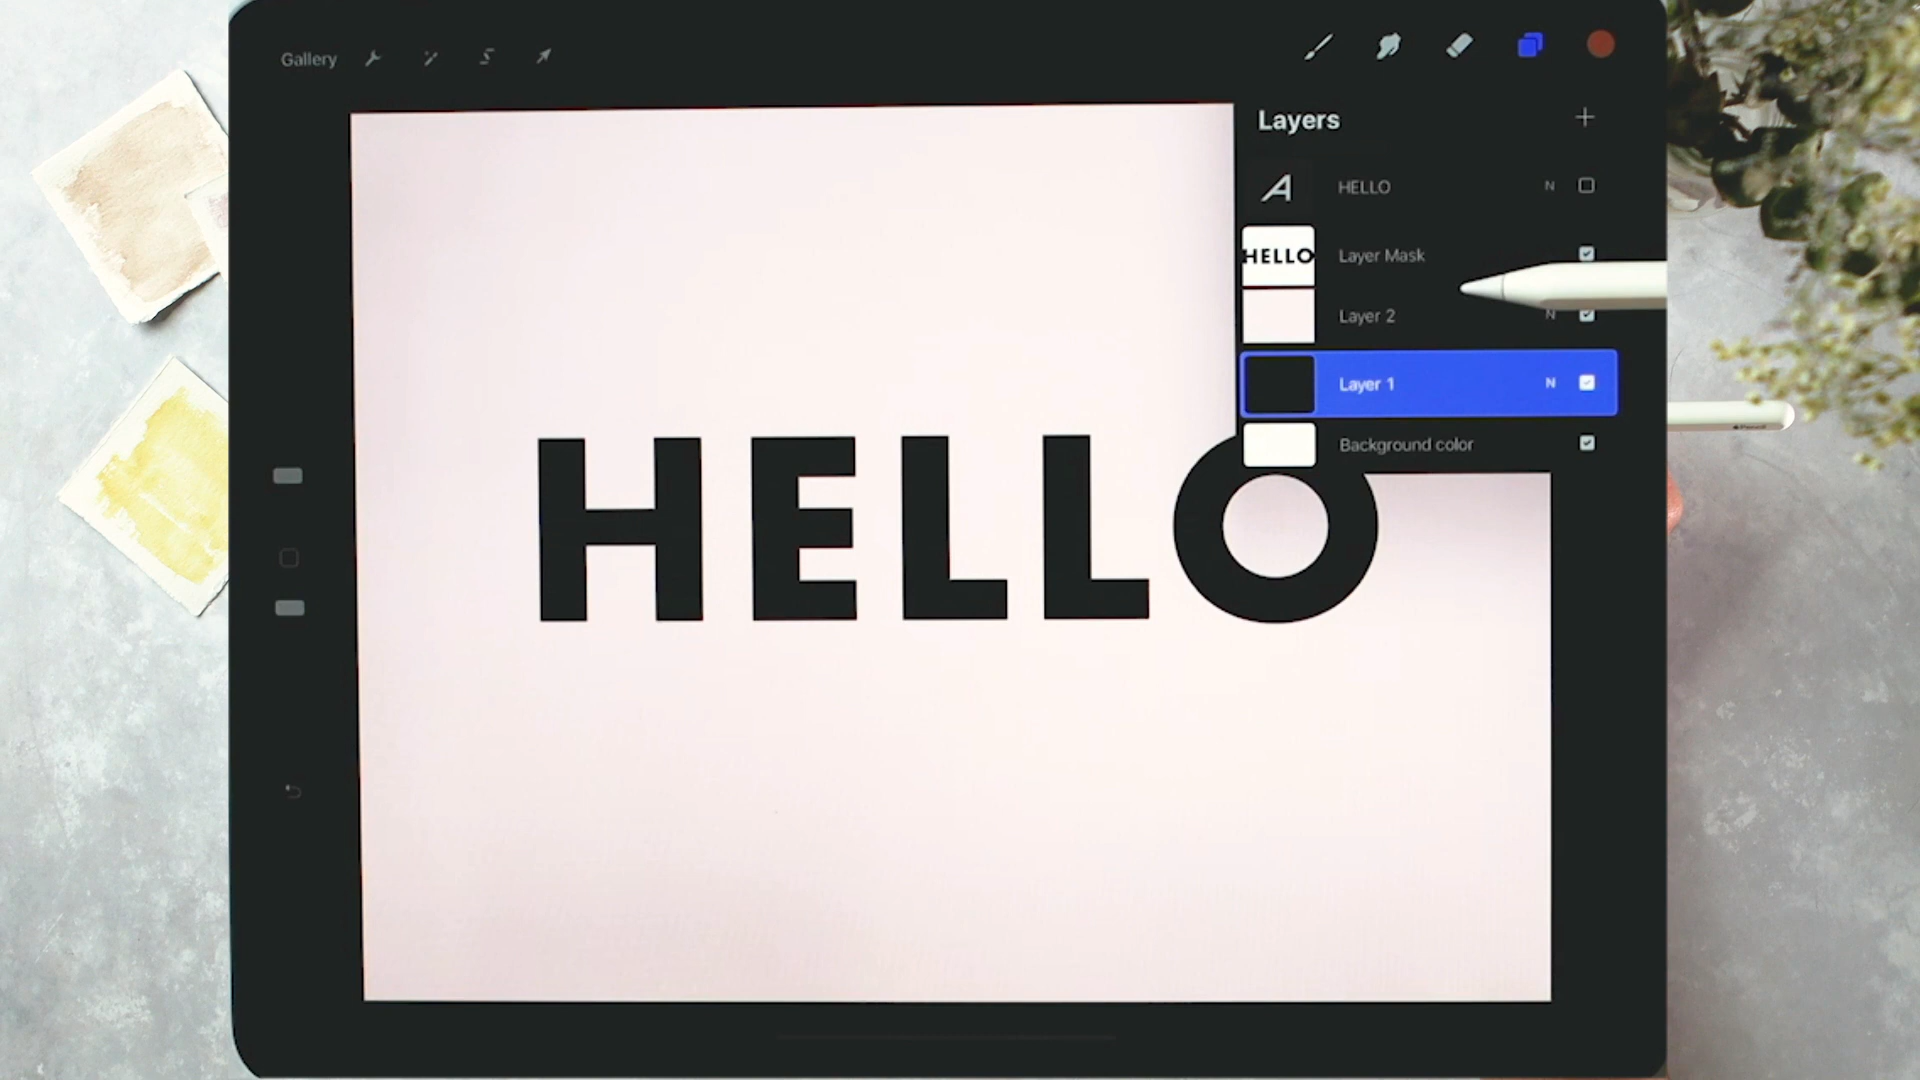 Gallery
Layers
A HELLO N
HELLO Layer Mask
Layer 2 N
Layer 1 N
Background color
HELLO